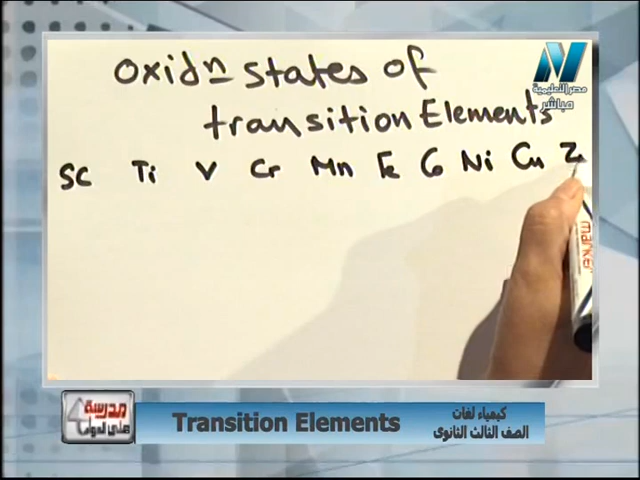 oxidn states of
transition Elements
SC Ti V Cr Mn Fe Co Ni Cu Z
N
مصر التعليمية
مباشر
marker
مدرسة
على الهواء
Transition Elements
كيمياء لغات
الصف الثالث الثانوى